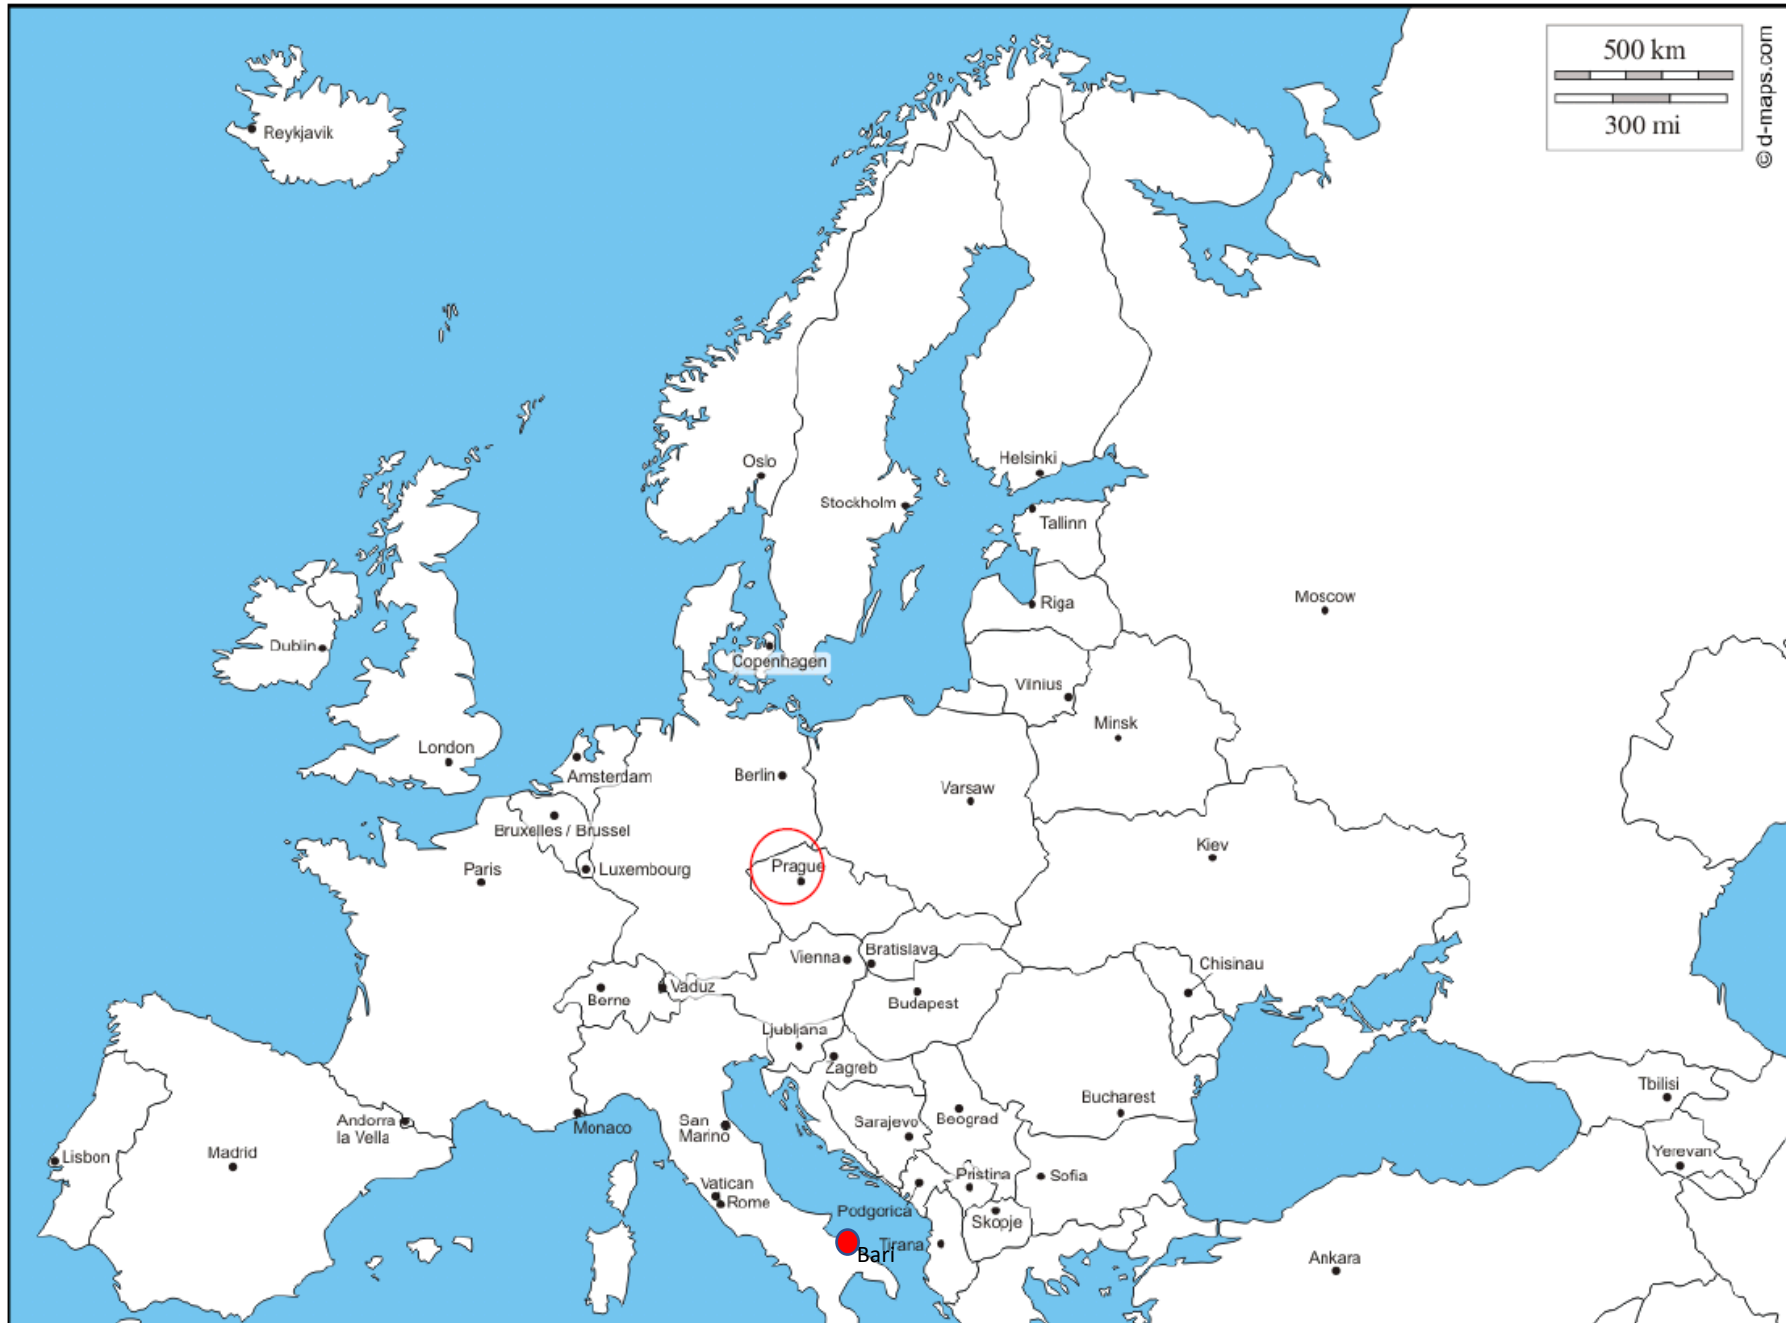 500 km
300 mi
© d-maps.com
Reykjavik
Oslo
Helsinki
Stockholm
Tallinn
Riga
Moscow
Dublin
Copenhagen
Vilnius
Minsk
London
Amsterdam
Berlin
Varsaw
Bruxelles / Brussel
Kiev
Paris
Luxembourg
Prague
Vienna
Bratislava
Chisinau
Berne
Vaduz
Budapest
Ljubljana
Zagreb
Bucharest
Tbilisi
Andorra
la Vella
Monaco
San
Marino
Sarajevo
Beograd
Lisbon
Madrid
Yerevan
Vatican
Rome
Pristina
Sofia
Podgorica
Skopje
Bari
Tirana
Ankara